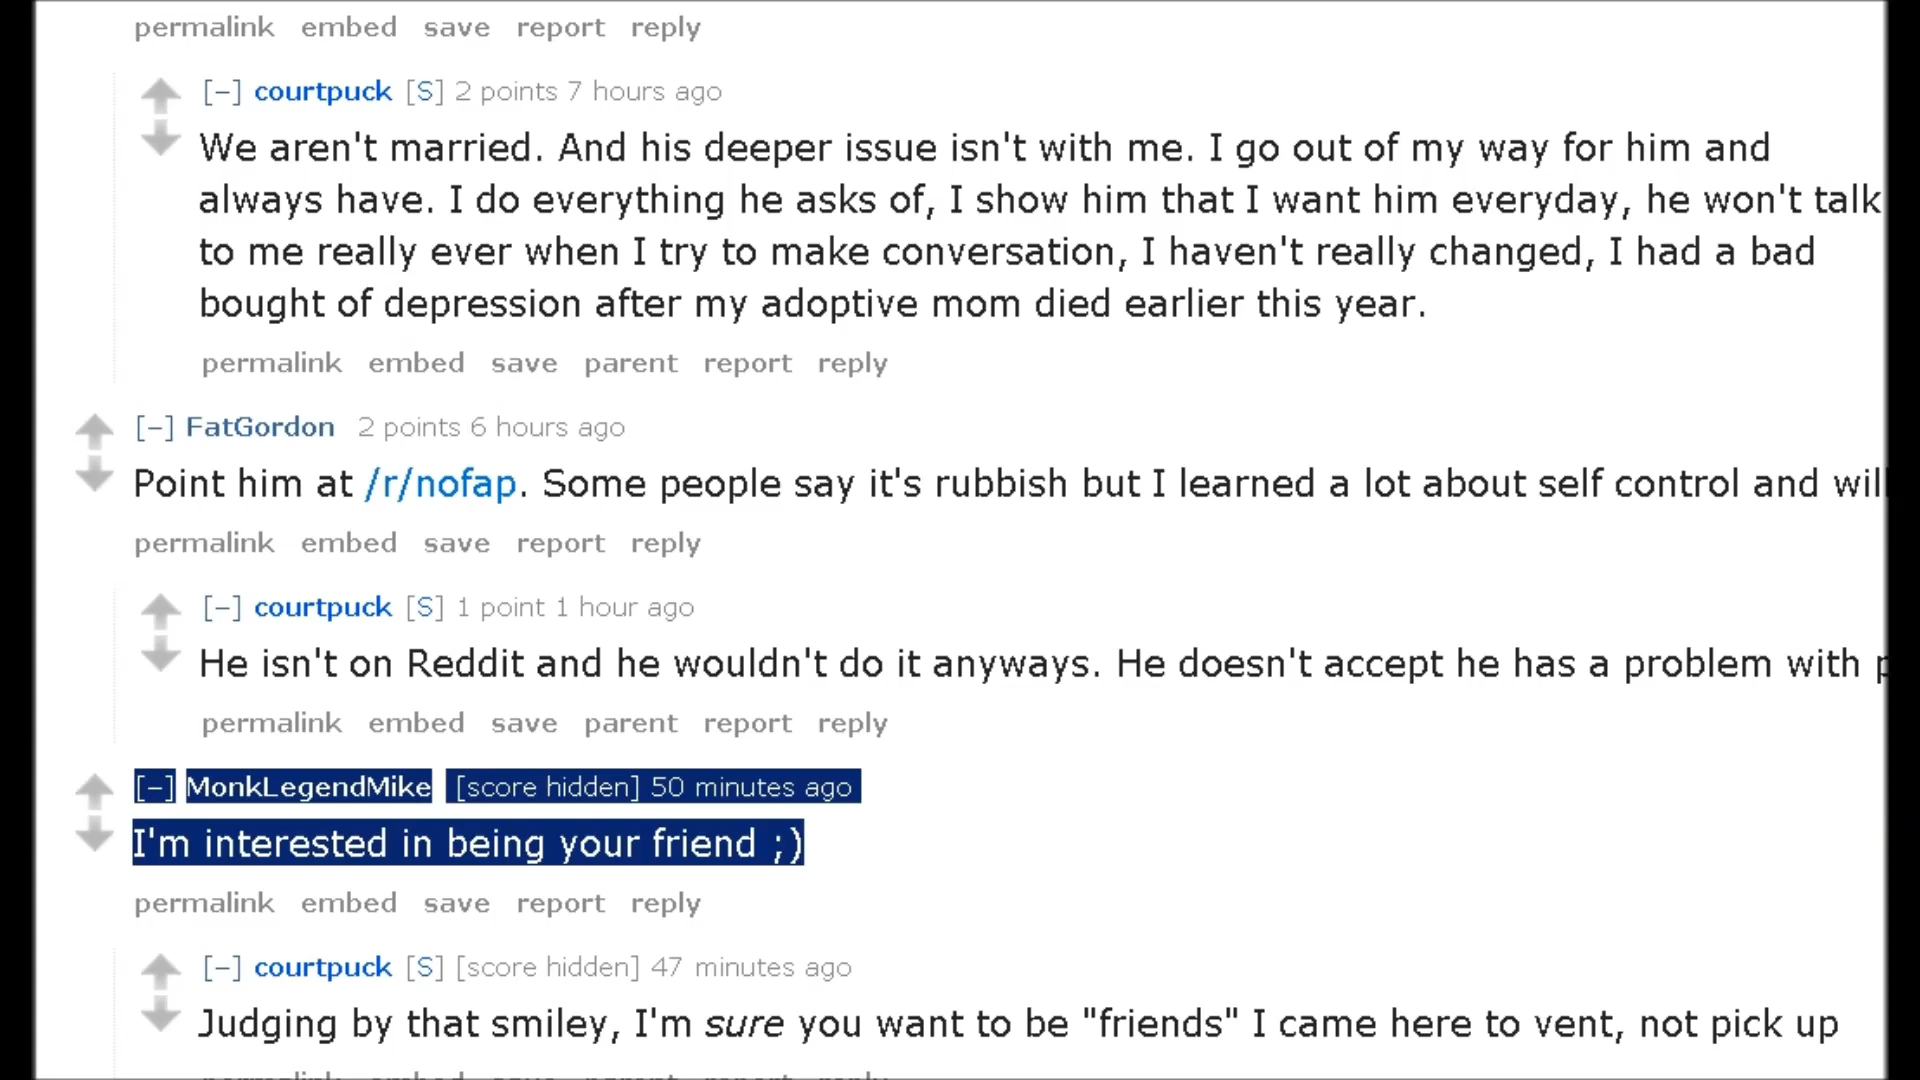 permalink embed save report reply
[–] courtpuck [S] 2 points 7 hours ago
We aren't married. And his deeper issue isn't with me. I go out of my way for him and
always have. I do everything he asks of, I show him that I want him everyday, he won't talk
to me really ever when I try to make conversation, I haven't really changed, I had a bad
bought of depression after my adoptive mom died earlier this year.
permalink embed save parent report reply
[–] FatGordon 2 points 6 hours ago
Point him at /r/nofap. Some people say it's rubbish but I learned a lot about self control and will
permalink embed save report reply
[–] courtpuck [S] 1 point 1 hour ago
He isn't on Reddit and he wouldn't do it anyways. He doesn't accept he has a problem with
permalink embed save parent report reply
[–] MonkLegendMike [score hidden] 50 minutes ago
I'm interested in being your friend ;)
permalink embed save report reply
[–] courtpuck [S] [score hidden] 47 minutes ago
Judging by that smiley, I'm sure you want to be "friends" I came here to vent, not pick up